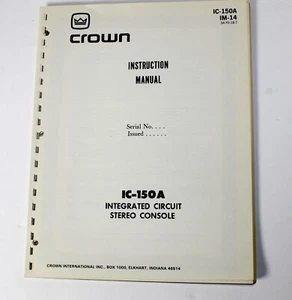 IC-150A
IM-14
crown
INSTRUCTION
MANUAL
Serial No. . . .
Issued . . . . . .
IC-150A
INTEGRATED CIRCUIT
STEREO CONSOLE
CROWN INTERNATIONAL INC., BOX 1000, ELKHART, INDIANA 46514